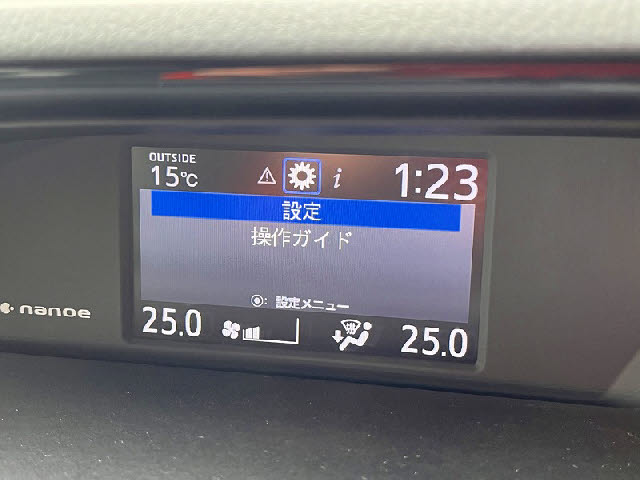 OUTSIDE
15℃
i
1:23
設定
操作ガイド
◉: 設定メニュー
nanoe
25.0
25.0